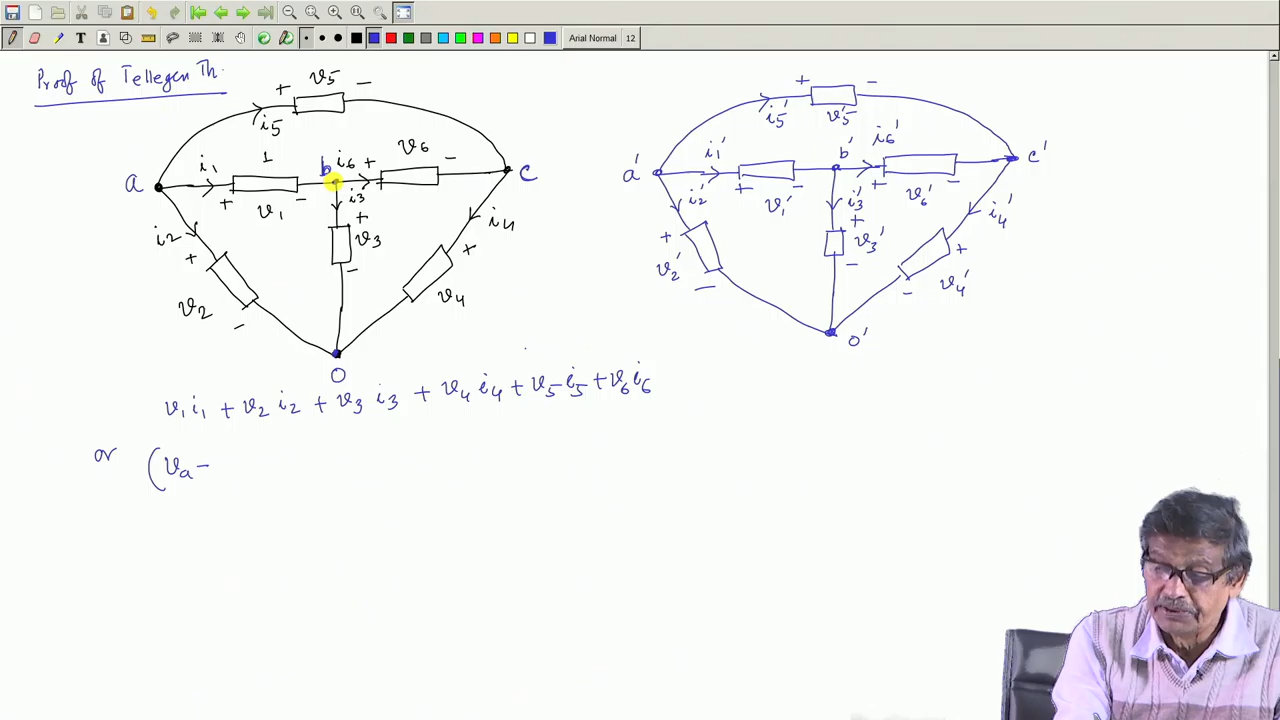 Arial Normal 12
Proof of Tellegen Th.
+ v5 -
i5
a i1 1 b i6 + v6 - c
+ v1 - i3
i2 + v3 - i4
+ v2 - + v4
O
+ v5' -
i5'
a' i1' b' i6' c'
+ v1' - + v6' -
i2' i3' i4'
+ v2' - + v3' - + v4' -
O'
v1 i1 + v2 i2 + v3 i3 + v4 i4 + v5 i5 + v6 i6
or (va -